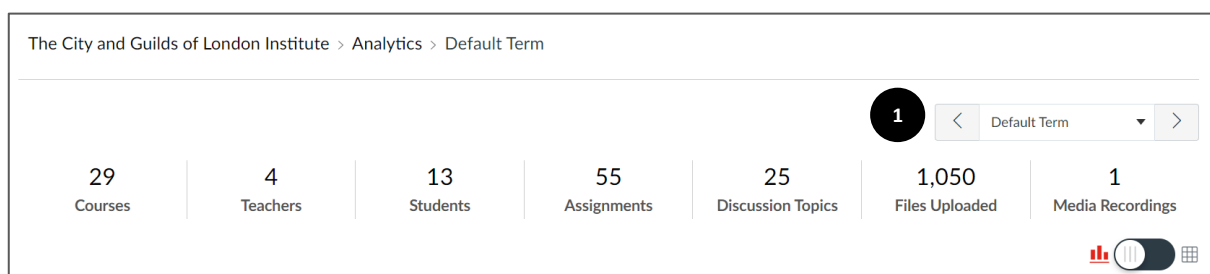 The City and Guilds of London Institute > Analytics > Default Term
1
Default Term
29 4 13 55 25 1,050 1
Courses Teachers Students Assignments Discussion Topics Files Uploaded Media Recordings